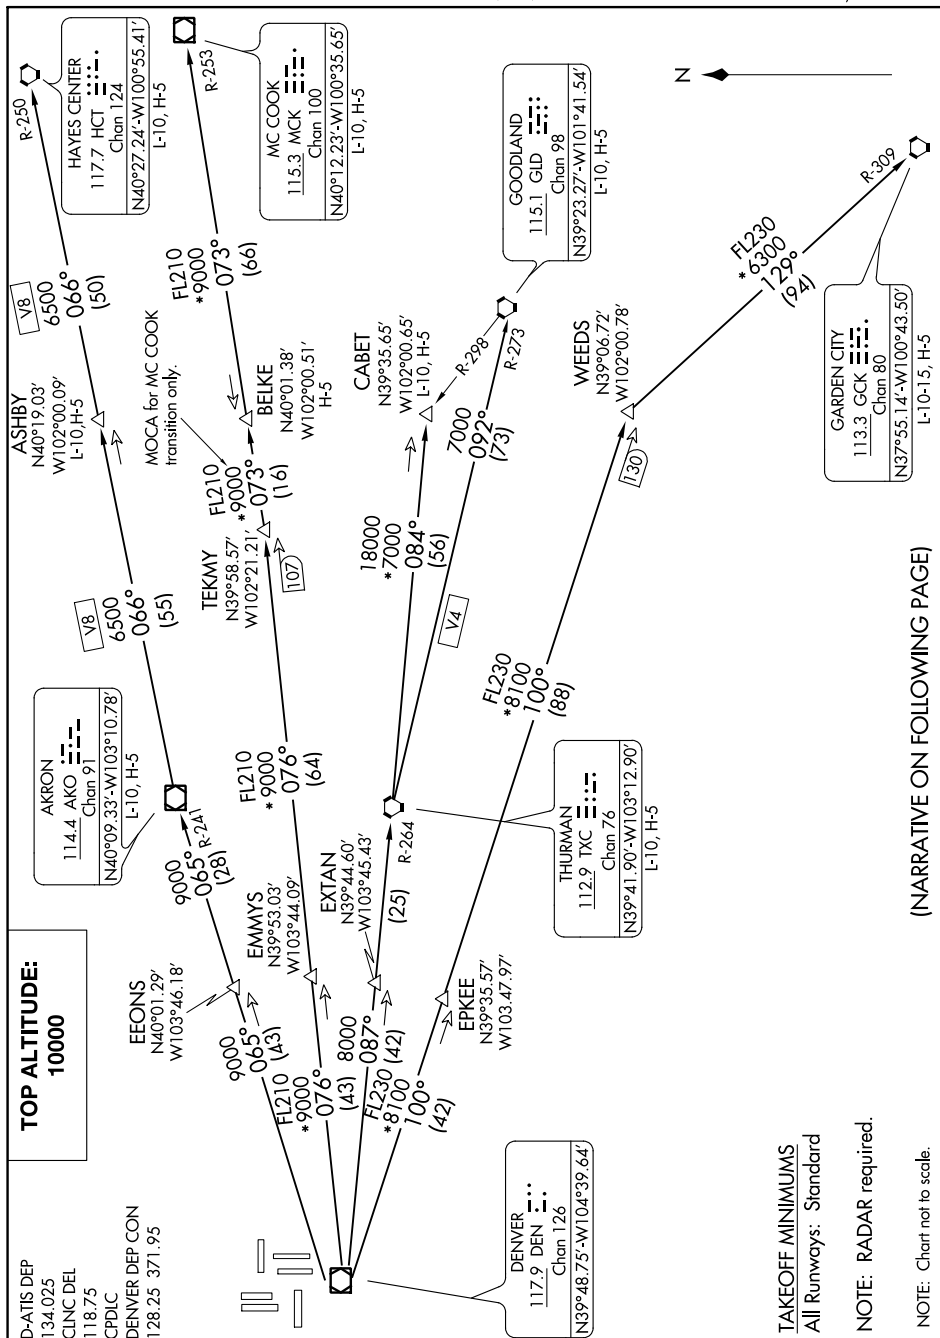 D-ATIS DEP
134.025
CLNC DEL
118.75
CPDLC
DENVER DEP CON
128.25 371.95
TOP ALTITUDE:
10000
HAYES CENTER
117.7 HCT
Chan 124
N40°27.24'-W100°55.41'
L-10, H-5
R-250
MC COOK
115.3 MCK
Chan 100
N40°12.23'-W100°35.65'
L-10, H-5
R-253
GOODLAND
115.1 GLD
Chan 98
N39°23.27'-W101°41.54'
L-10, H-5
N
R-309
GARDEN CITY
113.3 GCK
Chan 80
N37°55.14'-W100°43.50'
L-10-15, H-5
V8
6500
066°
(50)
ASHBY
N40°19.03'
W102°00.09'
L-10,H-5
V8
6500
066°
(55)
AKRON
114.4 AKO
Chan 91
N40°09.33'-W103°10.78'
L-10, H-5
R-241
9000
065°
(28)
EEONS
N40°01.29'
W103°46.18'
9000
065°
(43)
FL210
*9000
073°
(66)
BELKE
N40°01.38'
W102°00.51'
H-5
MOCA for MC COOK
transition only.
FL210
*9000
073°
(16)
TEKMY
N39°58.57'
W102°21.21'
107
FL210
*9000
076°
(64)
EMMYS
N39°53.03'
W103°44.09'
FL210
*9000
076°
(43)
CABET
N39°35.65'
W102°00.65'
L-10, H-5
R-298
R-273
18000
*7000
084°
(56)
7000
092°
(73)
V4
R-264
THURMAN
112.9 TXC
Chan 76
N39°41.90'-W103°12.90'
L-10, H-5
(25)
EXTAN
N39°44.60'
W103°45.43'
8000
087°
(42)
FL230
*6300
129°
(94)
WEEDS
N39°06.72'
W102°00.78'
130
FL230
*8100
100°
(88)
EPKEE
N39°35.57'
W103.47.97'
FL230
*8100
100°
(42)
DENVER
117.9 DEN
Chan 126
N39°48.75'-W104°39.64'
TAKEOFF MINIMUMS
All Runways: Standard
NOTE: RADAR required.
NOTE: Chart not to scale.
(NARRATIVE ON FOLLOWING PAGE)